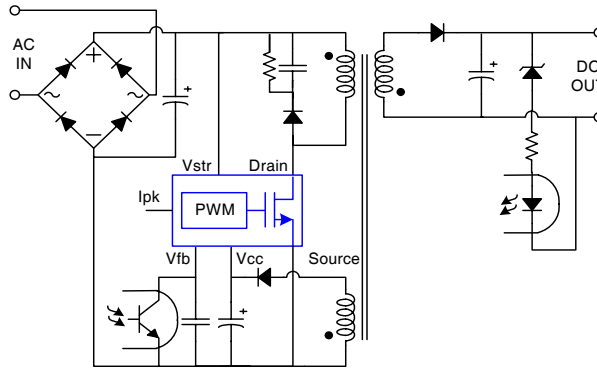 AC
IN
DC
OUT
Vstr
Drain
Ipk
PWM
Vfb
Vcc
Source